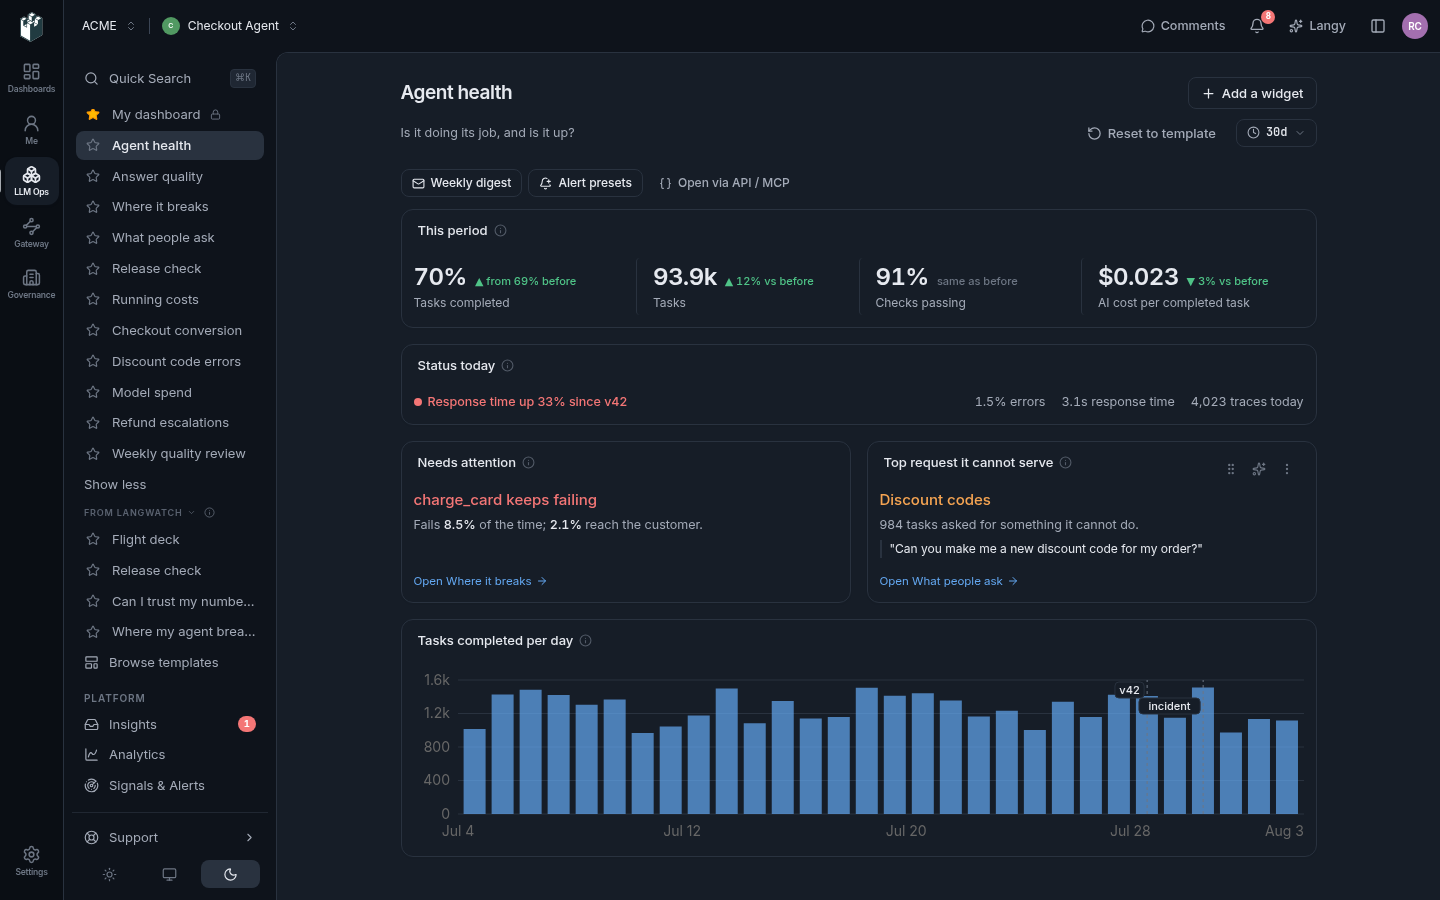 ACME
C
Checkout Agent
Comments
8
Langy
RC
Dashboards
Me
LLM Ops
Gateway
Governance
Settings
Quick Search
⌘K
My dashboard
Agent health
Answer quality
Where it breaks
What people ask
Release check
Running costs
Checkout conversion
Discount code errors
Model spend
Refund escalations
Weekly quality review
Show less
FROM LANGWATCH
Flight deck
Release check
Can I trust my numbe...
Where my agent brea...
Browse templates
PLATFORM
Insights
1
Analytics
Signals & Alerts
Support
Agent health
Add a widget
Is it doing its job, and is it up?
Reset to template
30d
Weekly digest
Alert presets
{} Open via API / MCP
This period
70% ▲ from 69% before
Tasks completed
93.9k ▲ 12% vs before
Tasks
91% same as before
Checks passing
$0.023 ▼ 3% vs before
AI cost per completed task
Status today
Response time up 33% since v42
1.5% errors
3.1s response time
4,023 traces today
Needs attention
charge_card keeps failing
Fails 8.5% of the time; 2.1% reach the customer.
Open Where it breaks →
Top request it cannot serve
Discount codes
984 tasks asked for something it cannot do.
"Can you make me a new discount code for my order?"
Open What people ask →
Tasks completed per day
1.6k
1.2k
800
400
0
v42
incident
Jul 4
Jul 12
Jul 20
Jul 28
Aug 3